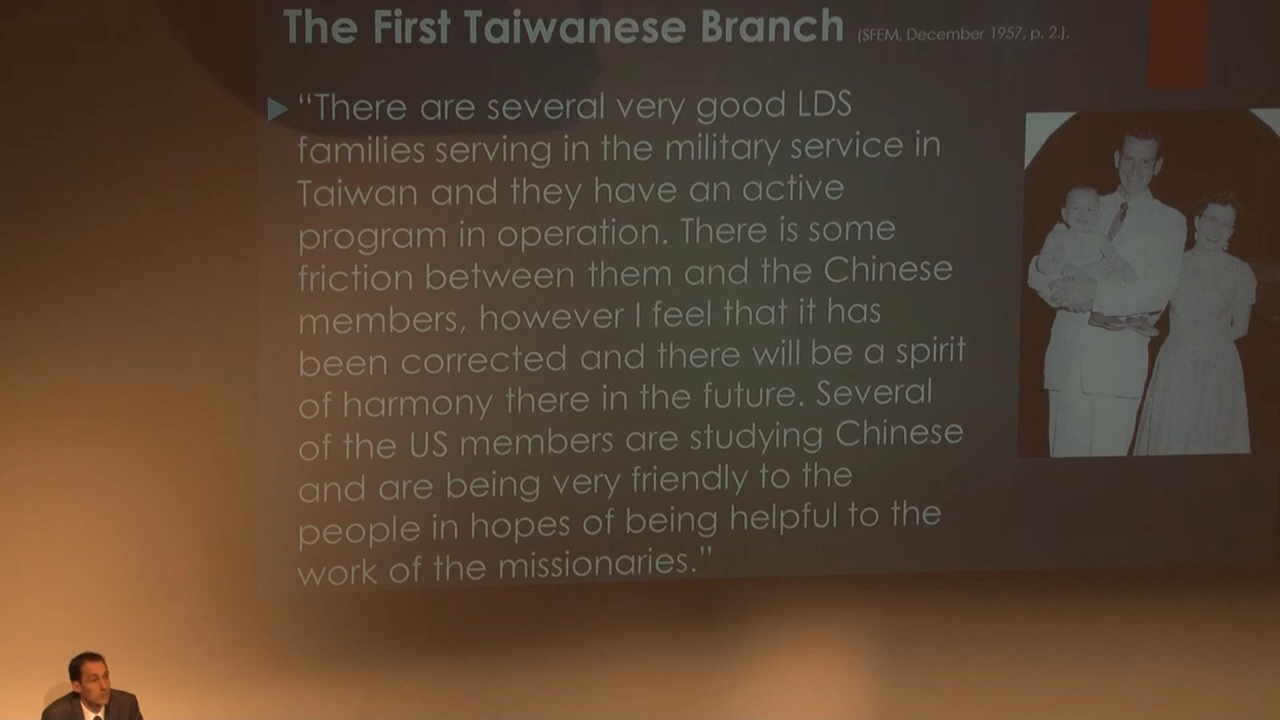 The First Taiwanese Branch (SFEM, December 1957, p. 2.).
“There are several very good LDS
families serving in the military service in
Taiwan and they have an active
program in operation. There is some
friction between them and the Chinese
members, however I feel that it has
been corrected and there will be a spirit
of harmony there in the future. Several
of the US members are studying Chinese
and are being very friendly to the
people in hopes of being helpful to the
work of the missionaries.”